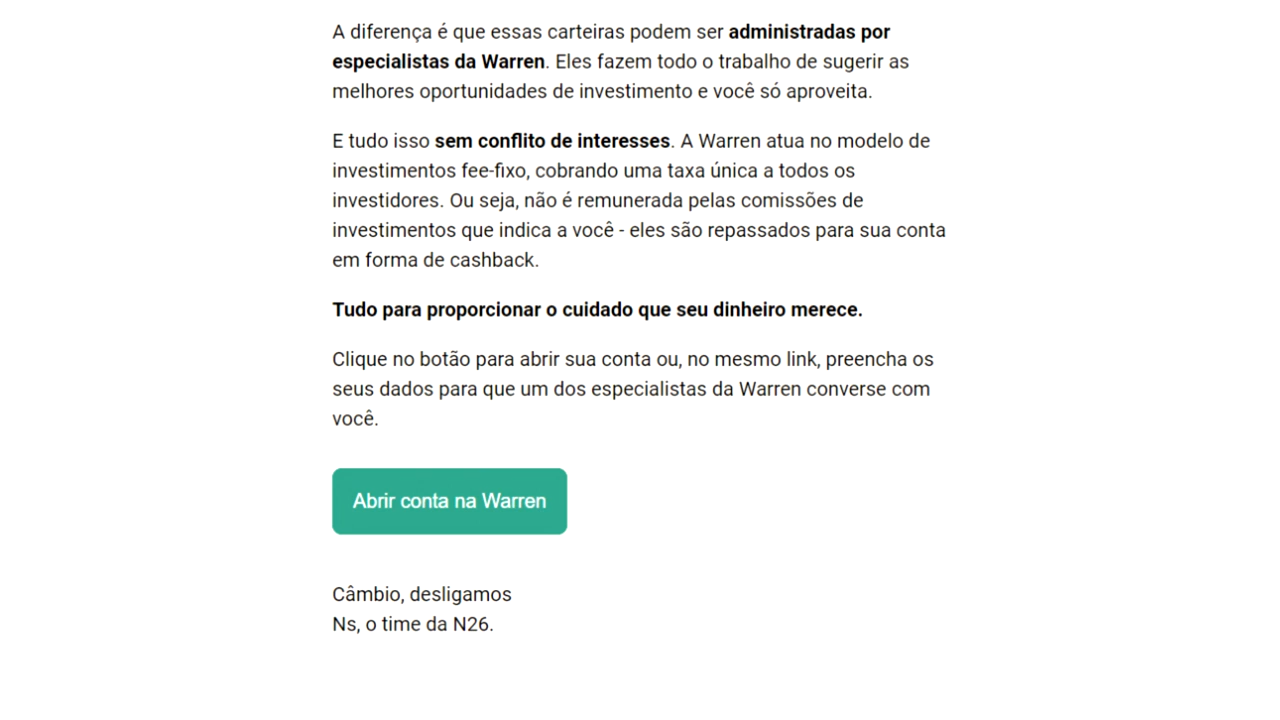 A diferença é que essas carteiras podem ser administradas por
especialistas da Warren. Eles fazem todo o trabalho de sugerir as
melhores oportunidades de investimento e você só aproveita.
E tudo isso sem conflito de interesses. A Warren atua no modelo de
investimentos fee-fixo, cobrando uma taxa única a todos os
investidores. Ou seja, não é remunerada pelas comissões de
investimentos que indica a você - eles são repassados para sua conta
em forma de cashback.
Tudo para proporcionar o cuidado que seu dinheiro merece.
Clique no botão para abrir sua conta ou, no mesmo link, preencha os
seus dados para que um dos especialistas da Warren converse com
você.
Abrir conta na Warren
Câmbio, desligamos
Ns, o time da N26.